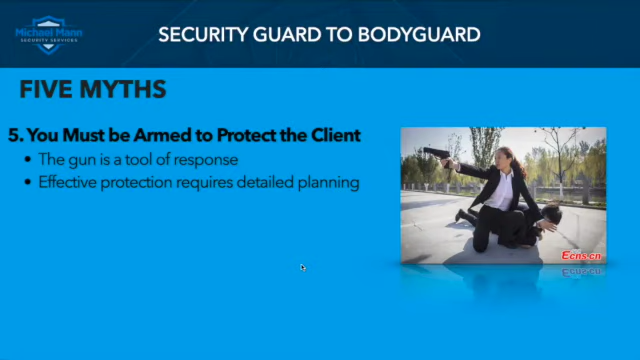 Michael Mann
SECURITY SERVICES
SECURITY GUARD TO BODYGUARD
FIVE MYTHS
5. You Must be Armed to Protect the Client
• The gun is a tool of response
• Effective protection requires detailed planning
Ecns.cn